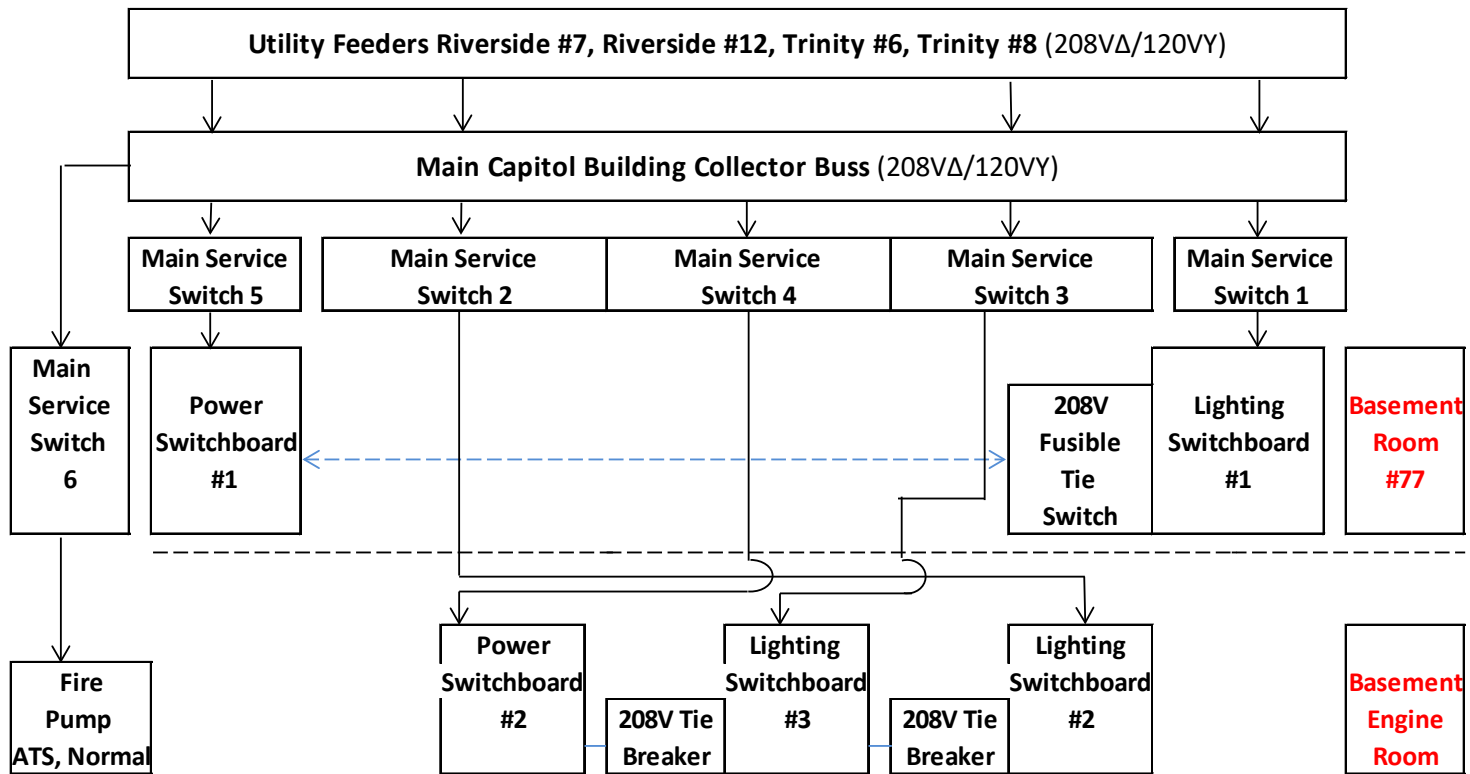 Utility Feeders Riverside #7, Riverside #12, Trinity #6, Trinity #8 (208VΔ/120VY)
Main Capitol Building Collector Buss (208VΔ/120VY)
Main Service
Switch 5
Main Service
Switch 2
Main Service
Switch 4
Main Service
Switch 3
Main Service
Switch 1
Main
Service
Switch
6
Power
Switchboard
#1
208V
Fusible
Tie
Switch
Lighting
Switchboard
#1
Basement
Room
#77
Fire
Pump
ATS, Normal
Power
Switchboard
#2
208V Tie
Breaker
Lighting
Switchboard
#3
208V Tie
Breaker
Lighting
Switchboard
#2
Basement
Engine
Room